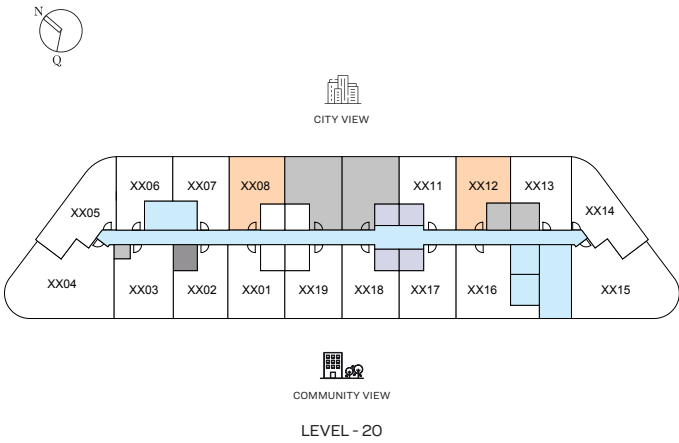 N
Q
CITY VIEW
XX06
XX07
XX08
XX11
XX12
XX13
XX05
XX14
XX04
XX03
XX02
XX01
XX19
XX18
XX17
XX16
XX15
COMMUNITY VIEW
LEVEL - 20